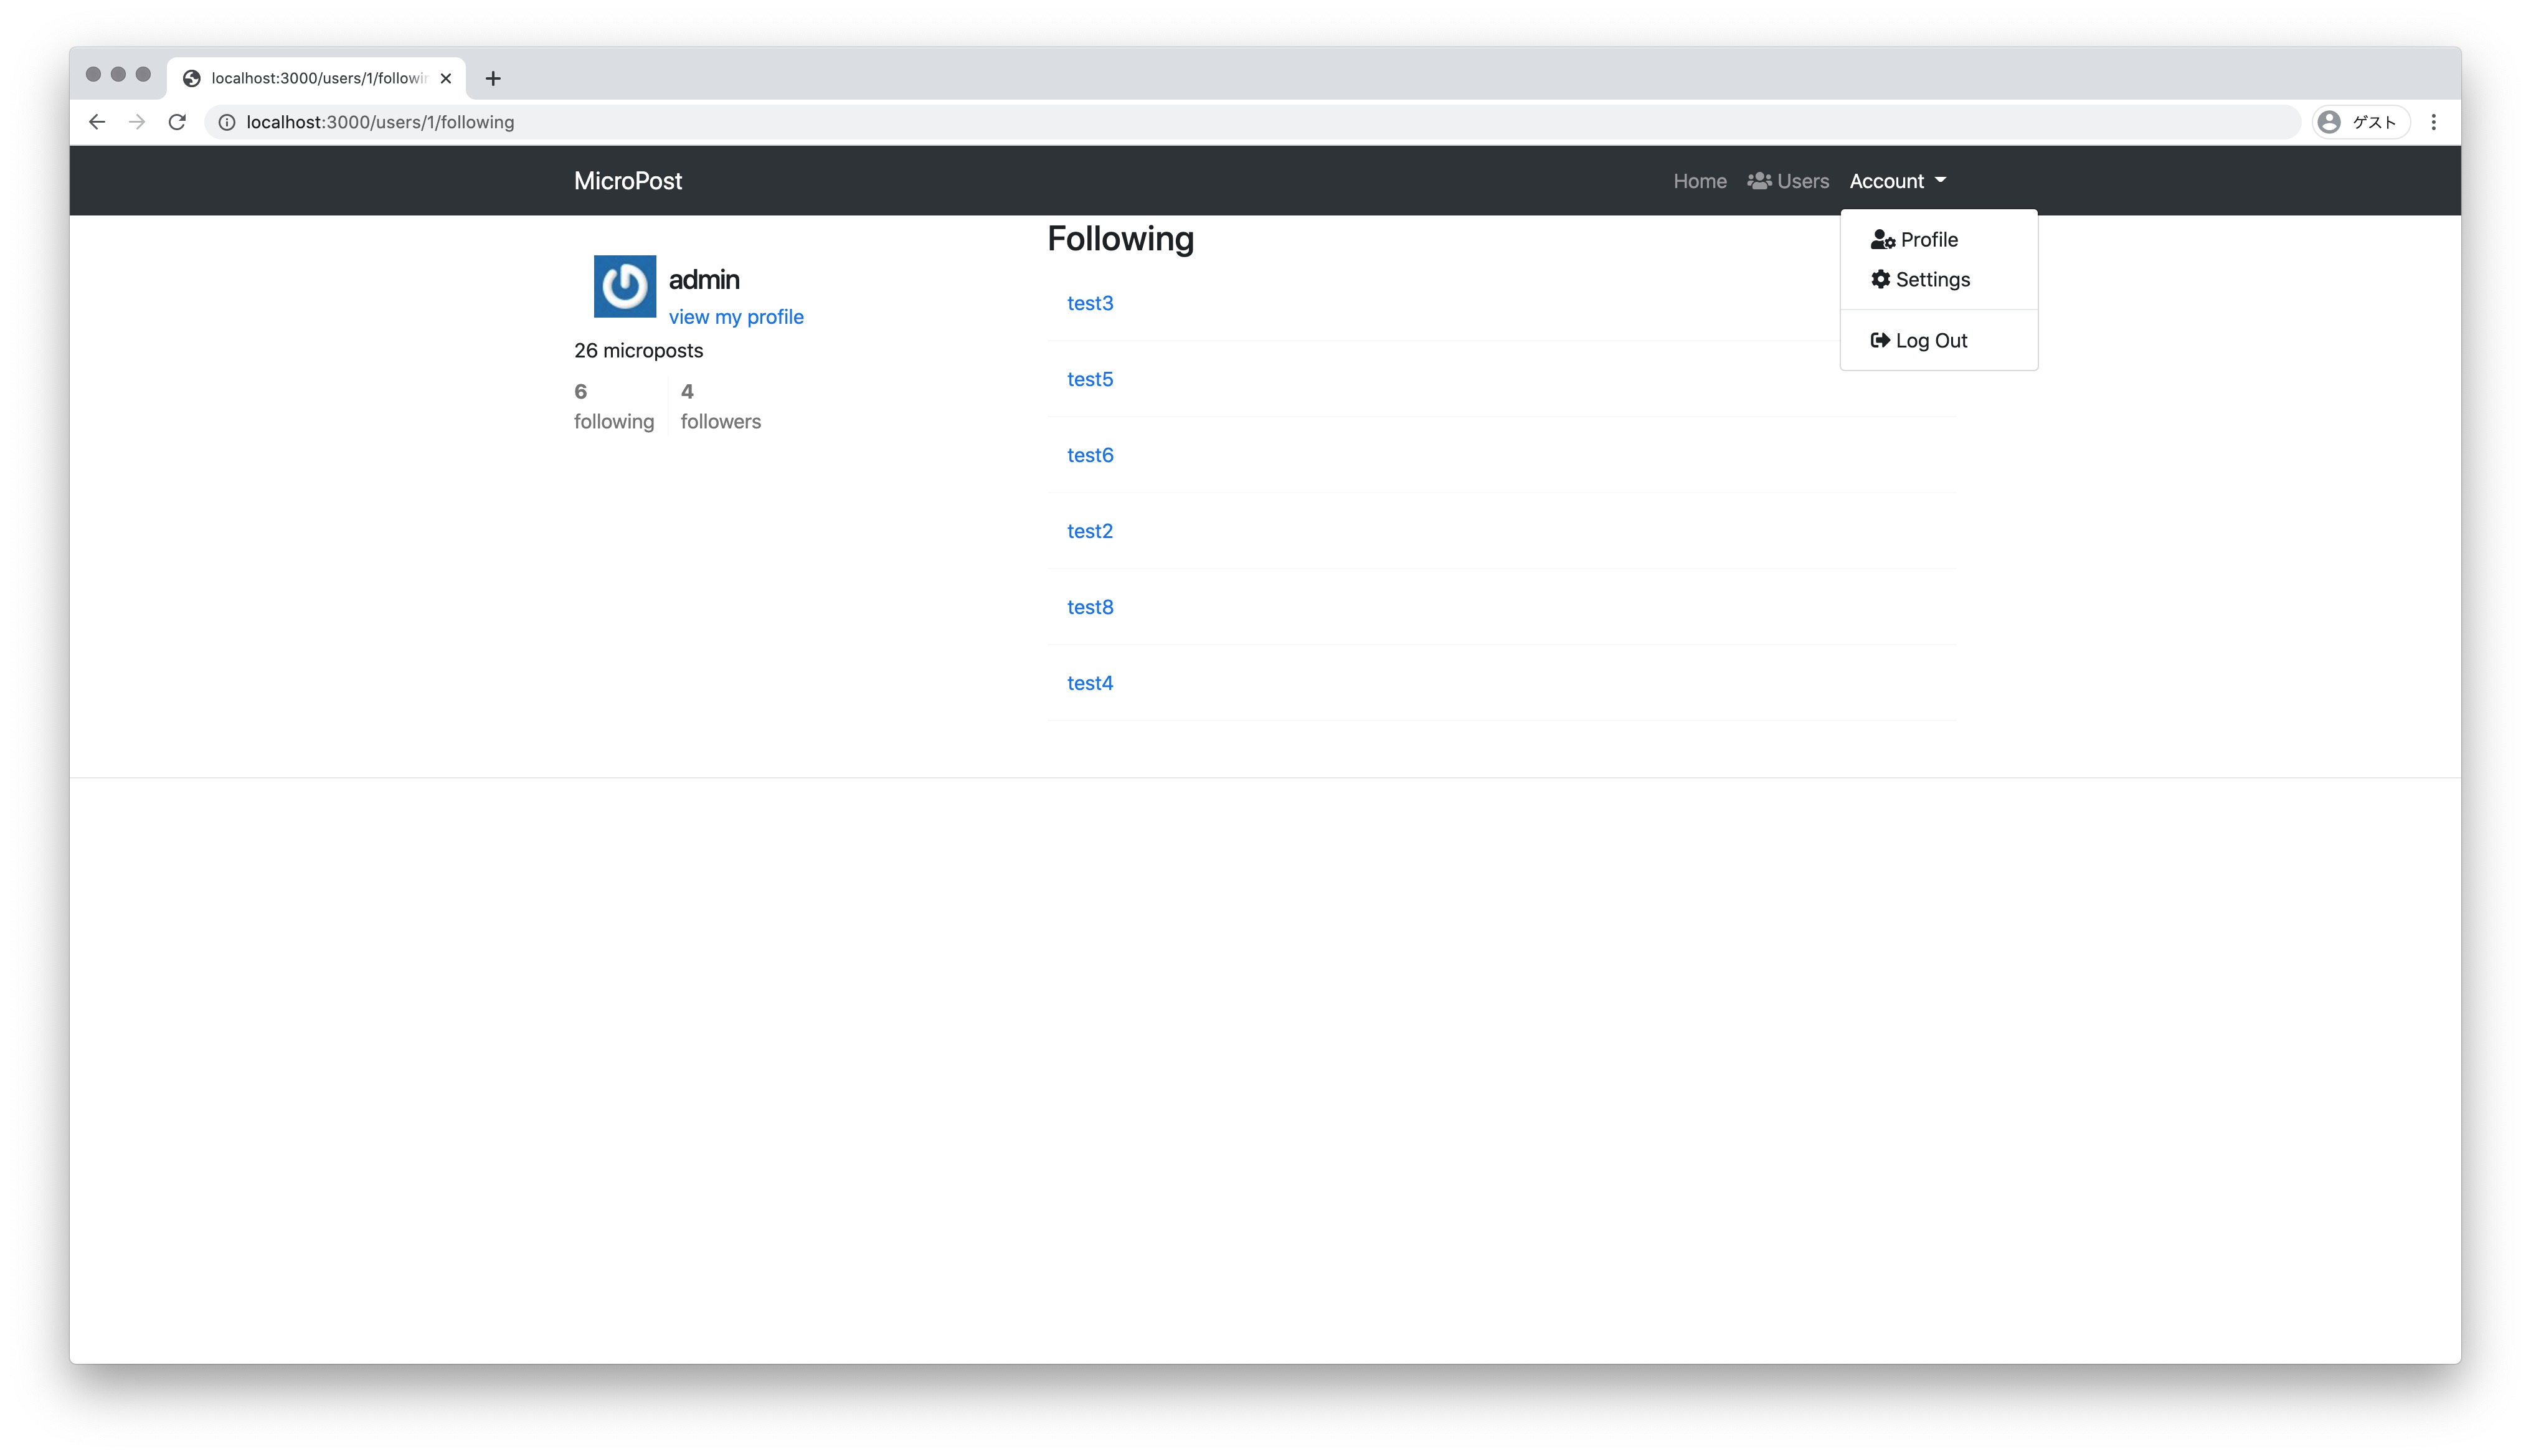 localhost:3000/users/1/followin
localhost:3000/users/1/following
ゲスト
MicroPost
Home
Users
Account
Profile
Settings
Log Out
admin
view my profile
26 microposts
6 following
4 followers
Following
test3
test5
test6
test2
test8
test4